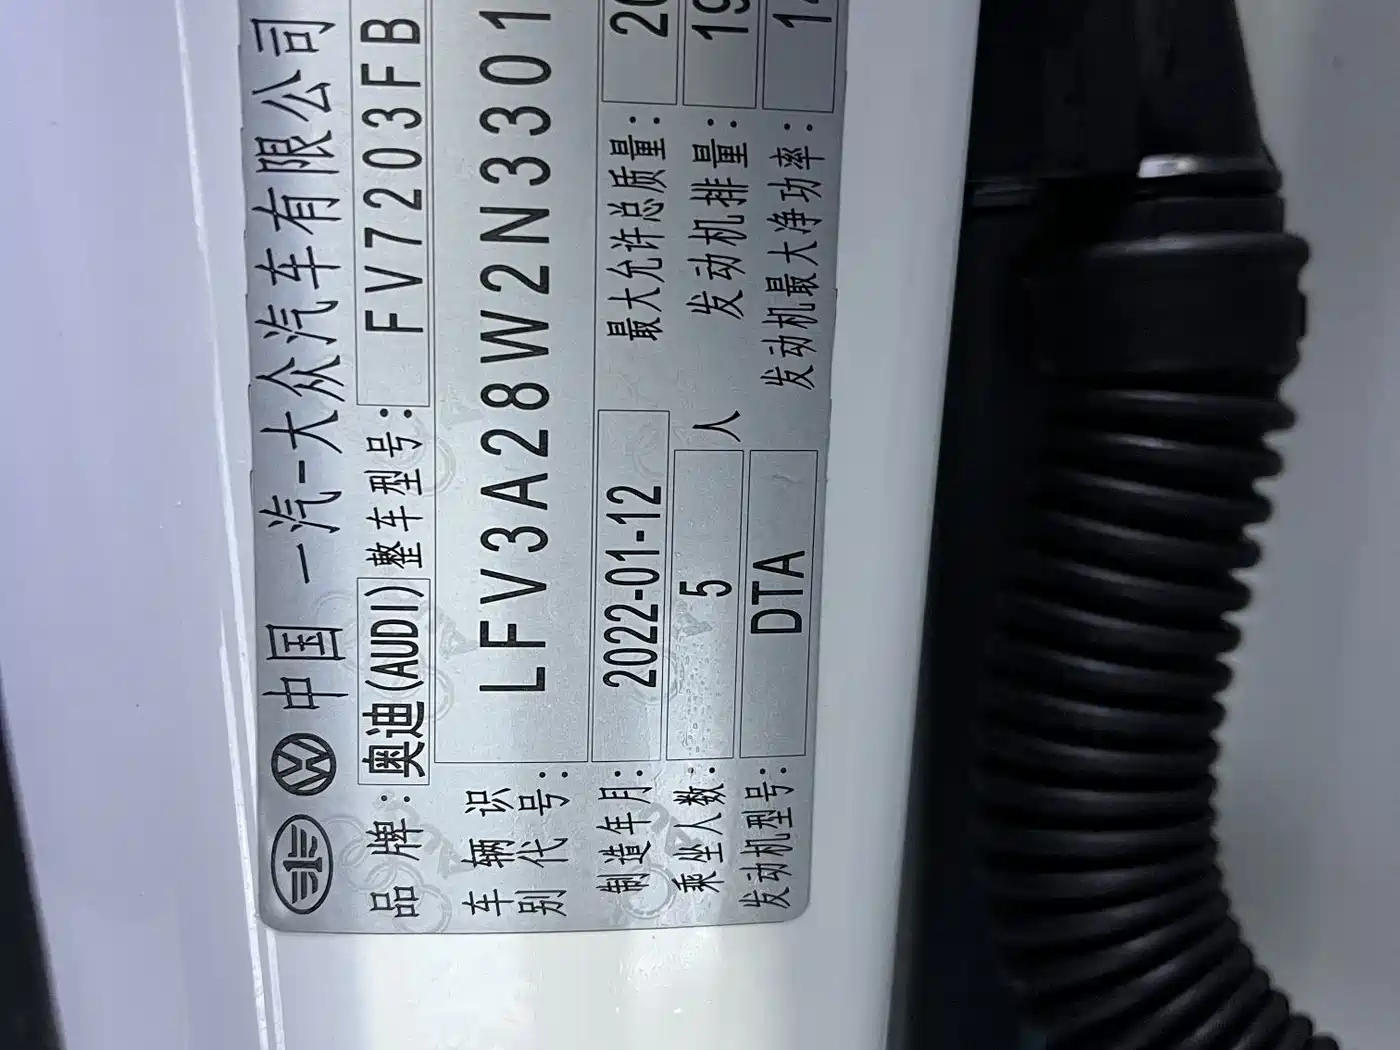 中国 一汽-大众汽车有限公司
品牌：奥迪(AUDI) 整车型号：FV7203FB
车辆识别代号：LFV3A28W2N3301
制造年月：2022-01-12 最大允许总质量：20
乘坐人数：5 人 发动机排量：19
发动机型号：DTA 发动机最大净功率：14